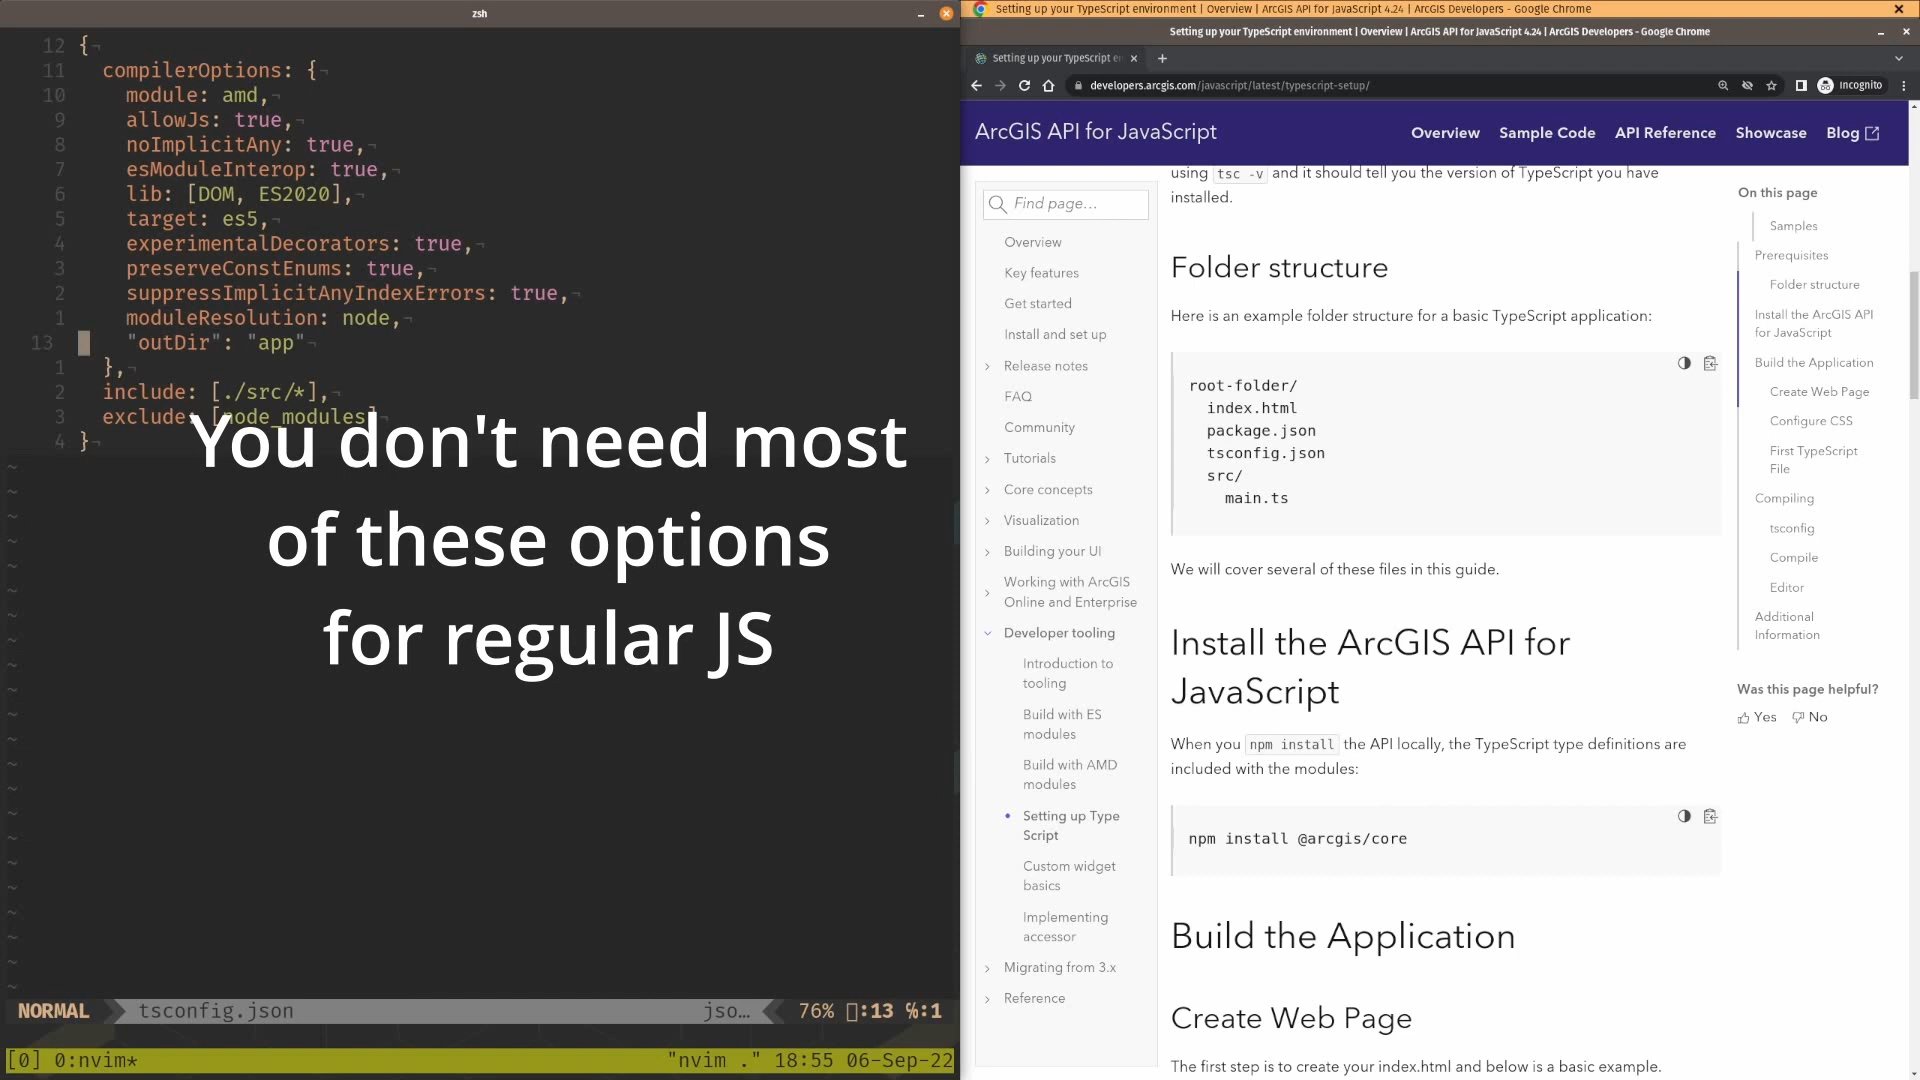 zsh
12 {
11 compilerOptions: {
10 module: amd,
9 allowJs: true,
8 noImplicitAny: true,
7 esModuleInterop: true,
6 lib: [DOM, ES2020],
5 target: es5,
4 experimentalDecorators: true,
3 preserveConstEnums: true,
2 suppressImplicitAnyIndexErrors: true,
1 moduleResolution: node,
13 "outDir": "app"
1 },
2 include: [./src/*],
3 exclude: [node_modules]
4 }
You don't need most
of these options
for regular JS
NORMAL tsconfig.json jso… 76% :13 ℅:1
[0] 0:nvim* "nvim ." 18:55 06-Sep-22
Setting up your TypeScript environment | Overview | ArcGIS API for JavaScript 4.24 | ArcGIS Developers - Google Chrome
Setting up your TypeScript environment | Overview | ArcGIS API for JavaScript 4.24 | ArcGIS Developers - Google Chrome
Setting up your TypeScript e
developers.arcgis.com/javascript/latest/typescript-setup/
Incognito
ArcGIS API for JavaScript
Overview
Sample Code
API Reference
Showcase
Blog
Find page...
Overview
Key features
Get started
Install and set up
Release notes
FAQ
Community
Tutorials
Core concepts
Visualization
Building your UI
Working with ArcGIS
Online and Enterprise
Developer tooling
Introduction to
tooling
Build with ES
modules
Build with AMD
modules
Setting up Type
Script
Custom widget
basics
Implementing
accessor
Migrating from 3.x
Reference
using tsc -v and it should tell you the version of TypeScript you have
installed.
Folder structure
Here is an example folder structure for a basic TypeScript application:
root-folder/
index.html
package.json
tsconfig.json
src/
main.ts
We will cover several of these files in this guide.
Install the ArcGIS API for
JavaScript
When you npm install the API locally, the TypeScript type definitions are
included with the modules:
npm install @arcgis/core
Build the Application
Create Web Page
The first step is to create your index.html and below is a basic example.
On this page
Samples
Prerequisites
Folder structure
Install the ArcGIS API
for JavaScript
Build the Application
Create Web Page
Configure CSS
First TypeScript
File
Compiling
tsconfig
Compile
Editor
Additional
Information
Was this page helpful?
Yes
No